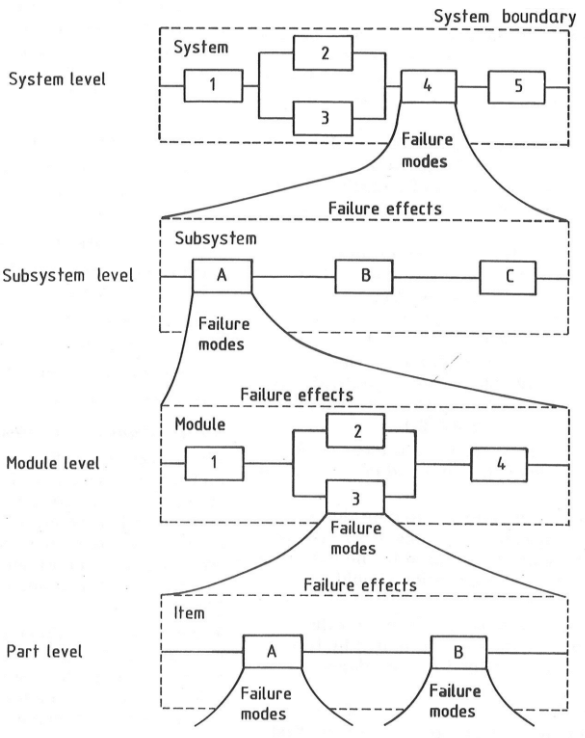 System boundary
System
System level
1
2
3
4
5
Failure
modes
Failure effects
Subsystem
Subsystem level
A
B
C
Failure
modes
Failure effects
Module
Module level
1
2
3
4
Failure
modes
Failure effects
Item
Part level
A
B
Failure
modes
Failure
modes